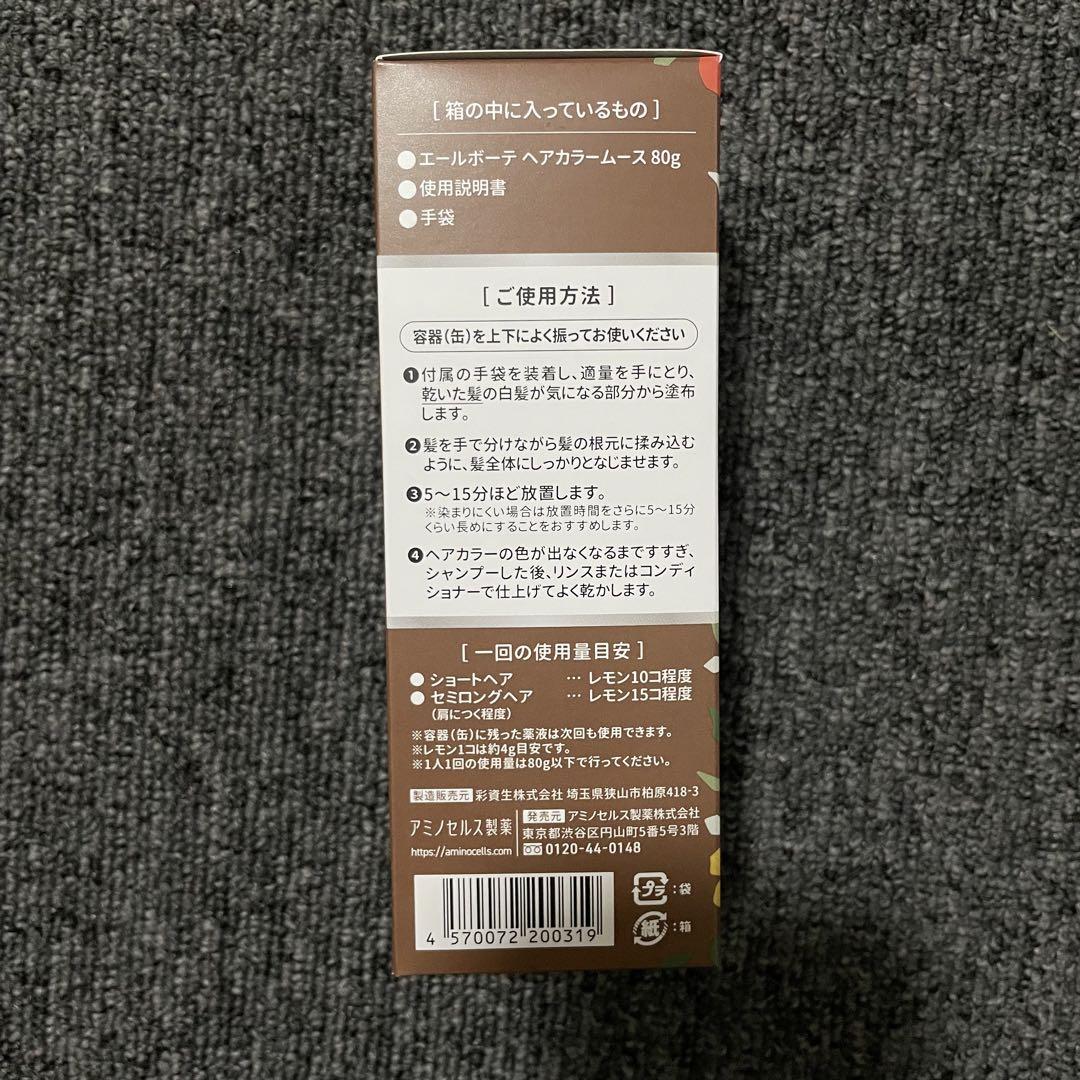 [ 箱の中に入っているもの ]
●エールボーテ ヘアカラームース 80g
●使用説明書
●手袋
[ ご使用方法 ]
容器(缶)を上下によく振ってお使いください
❶付属の手袋を装着し、適量を手にとり、
乾いた髪の白髪が気になる部分から塗布
します。
❷髪を手で分けながら髪の根元に揉み込む
ように、髪全体にしっかりとなじませます。
❸5〜15分ほど放置します。
※染まりにくい場合は放置時間をさらに5〜15分
くらい長めにすることをおすすめします。
❹ヘアカラーの色が出なくなるまですすぎ、
シャンプーした後、リンスまたはコンディ
ショナーで仕上げてよく乾かします。
[ 一回の使用量目安 ]
●ショートヘア … レモン10コ程度
●セミロングヘア … レモン15コ程度
(肩につく程度)
※容器(缶)に残った薬液は次回も使用できます。
※レモン1コは約4g目安です。
※1人1回の使用量は80g以下で行ってください。
製造販売元 彩資生株式会社 埼玉県狭山市柏原418-3
アミノセルス製薬
https://aminocells.com
発売元 アミノセルス製薬株式会社
東京都渋谷区円山町5番5号3階
0120-44-0148
プラ:袋
紙:箱
4 570072 200319